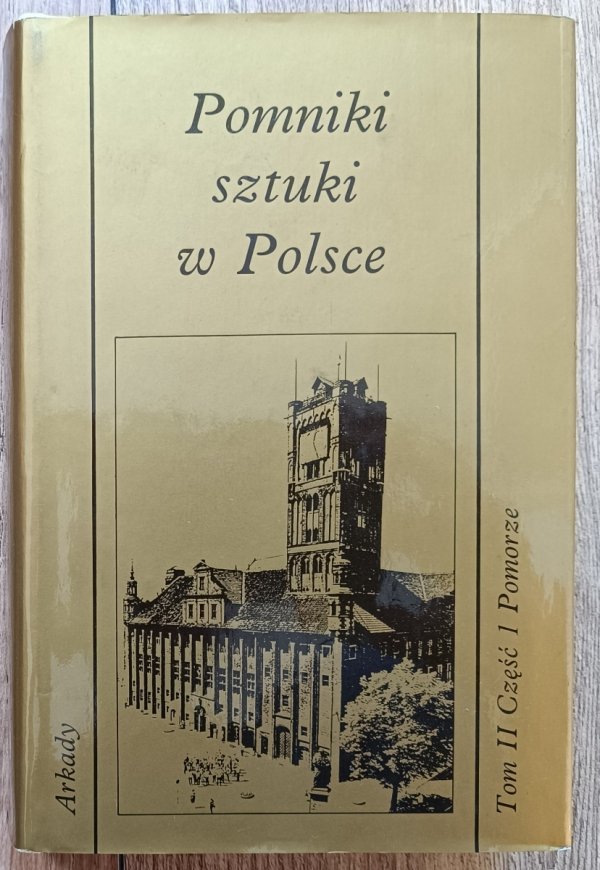 Pomniki
sztuki
w Polsce
Arkady
Tom II Część 1 Pomorze